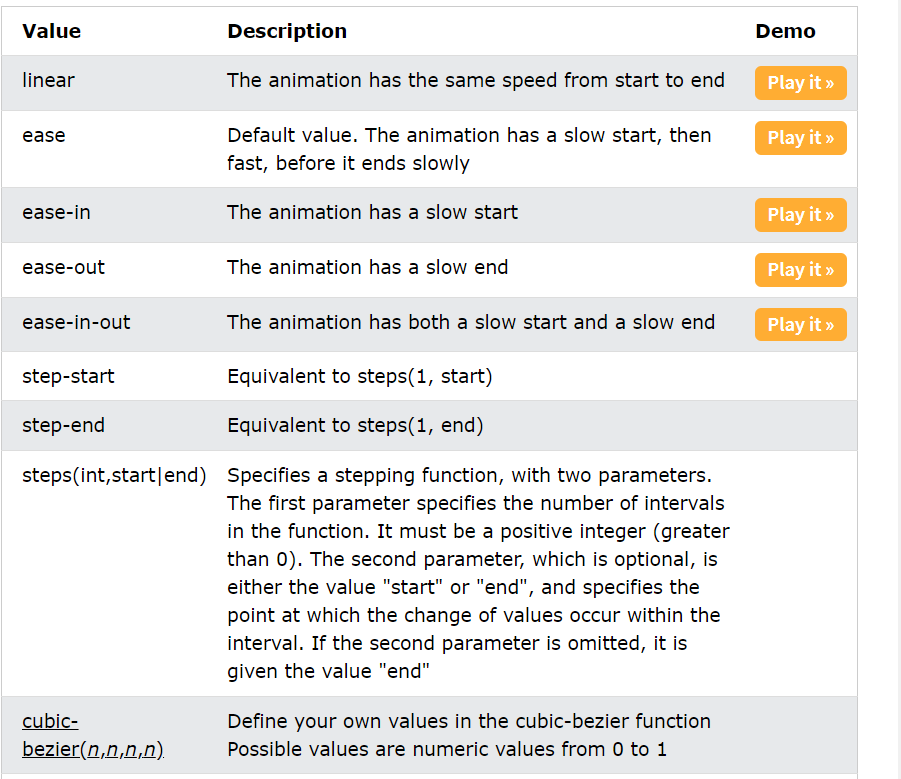 Value Description Demo
linear The animation has the same speed from start to end Play it »
ease Default value. The animation has a slow start, then Play it »
fast, before it ends slowly
ease-in The animation has a slow start Play it »
ease-out The animation has a slow end Play it »
ease-in-out The animation has both a slow start and a slow end Play it »
step-start Equivalent to steps(1, start)
step-end Equivalent to steps(1, end)
steps(int,start|end) Specifies a stepping function, with two parameters.
The first parameter specifies the number of intervals
in the function. It must be a positive integer (greater
than 0). The second parameter, which is optional, is
either the value "start" or "end", and specifies the
point at which the change of values occur within the
interval. If the second parameter is omitted, it is
given the value "end"
cubic- Define your own values in the cubic-bezier function
bezier(n,n,n,n) Possible values are numeric values from 0 to 1